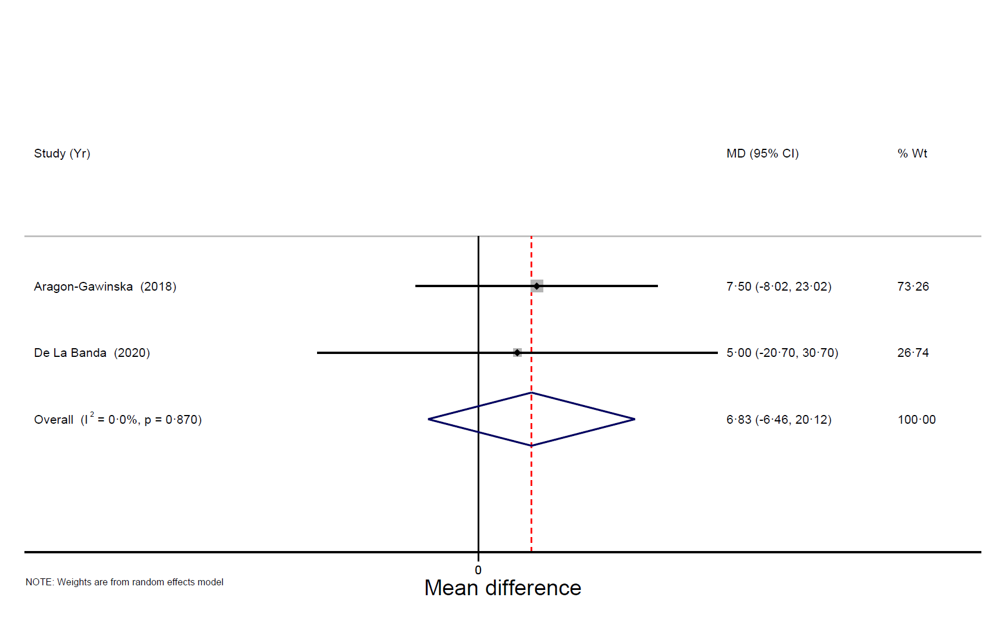 Study (Yr) MD (95% CI) % Wt
Aragon-Gawinska (2018) 7·50 (-8·02, 23·02) 73·26
De La Banda (2020) 5·00 (-20·70, 30·70) 26·74
Overall (I² = 0·0%, p = 0·870) 6·83 (-6·46, 20·12) 100·00
0
NOTE: Weights are from random effects model
Mean difference